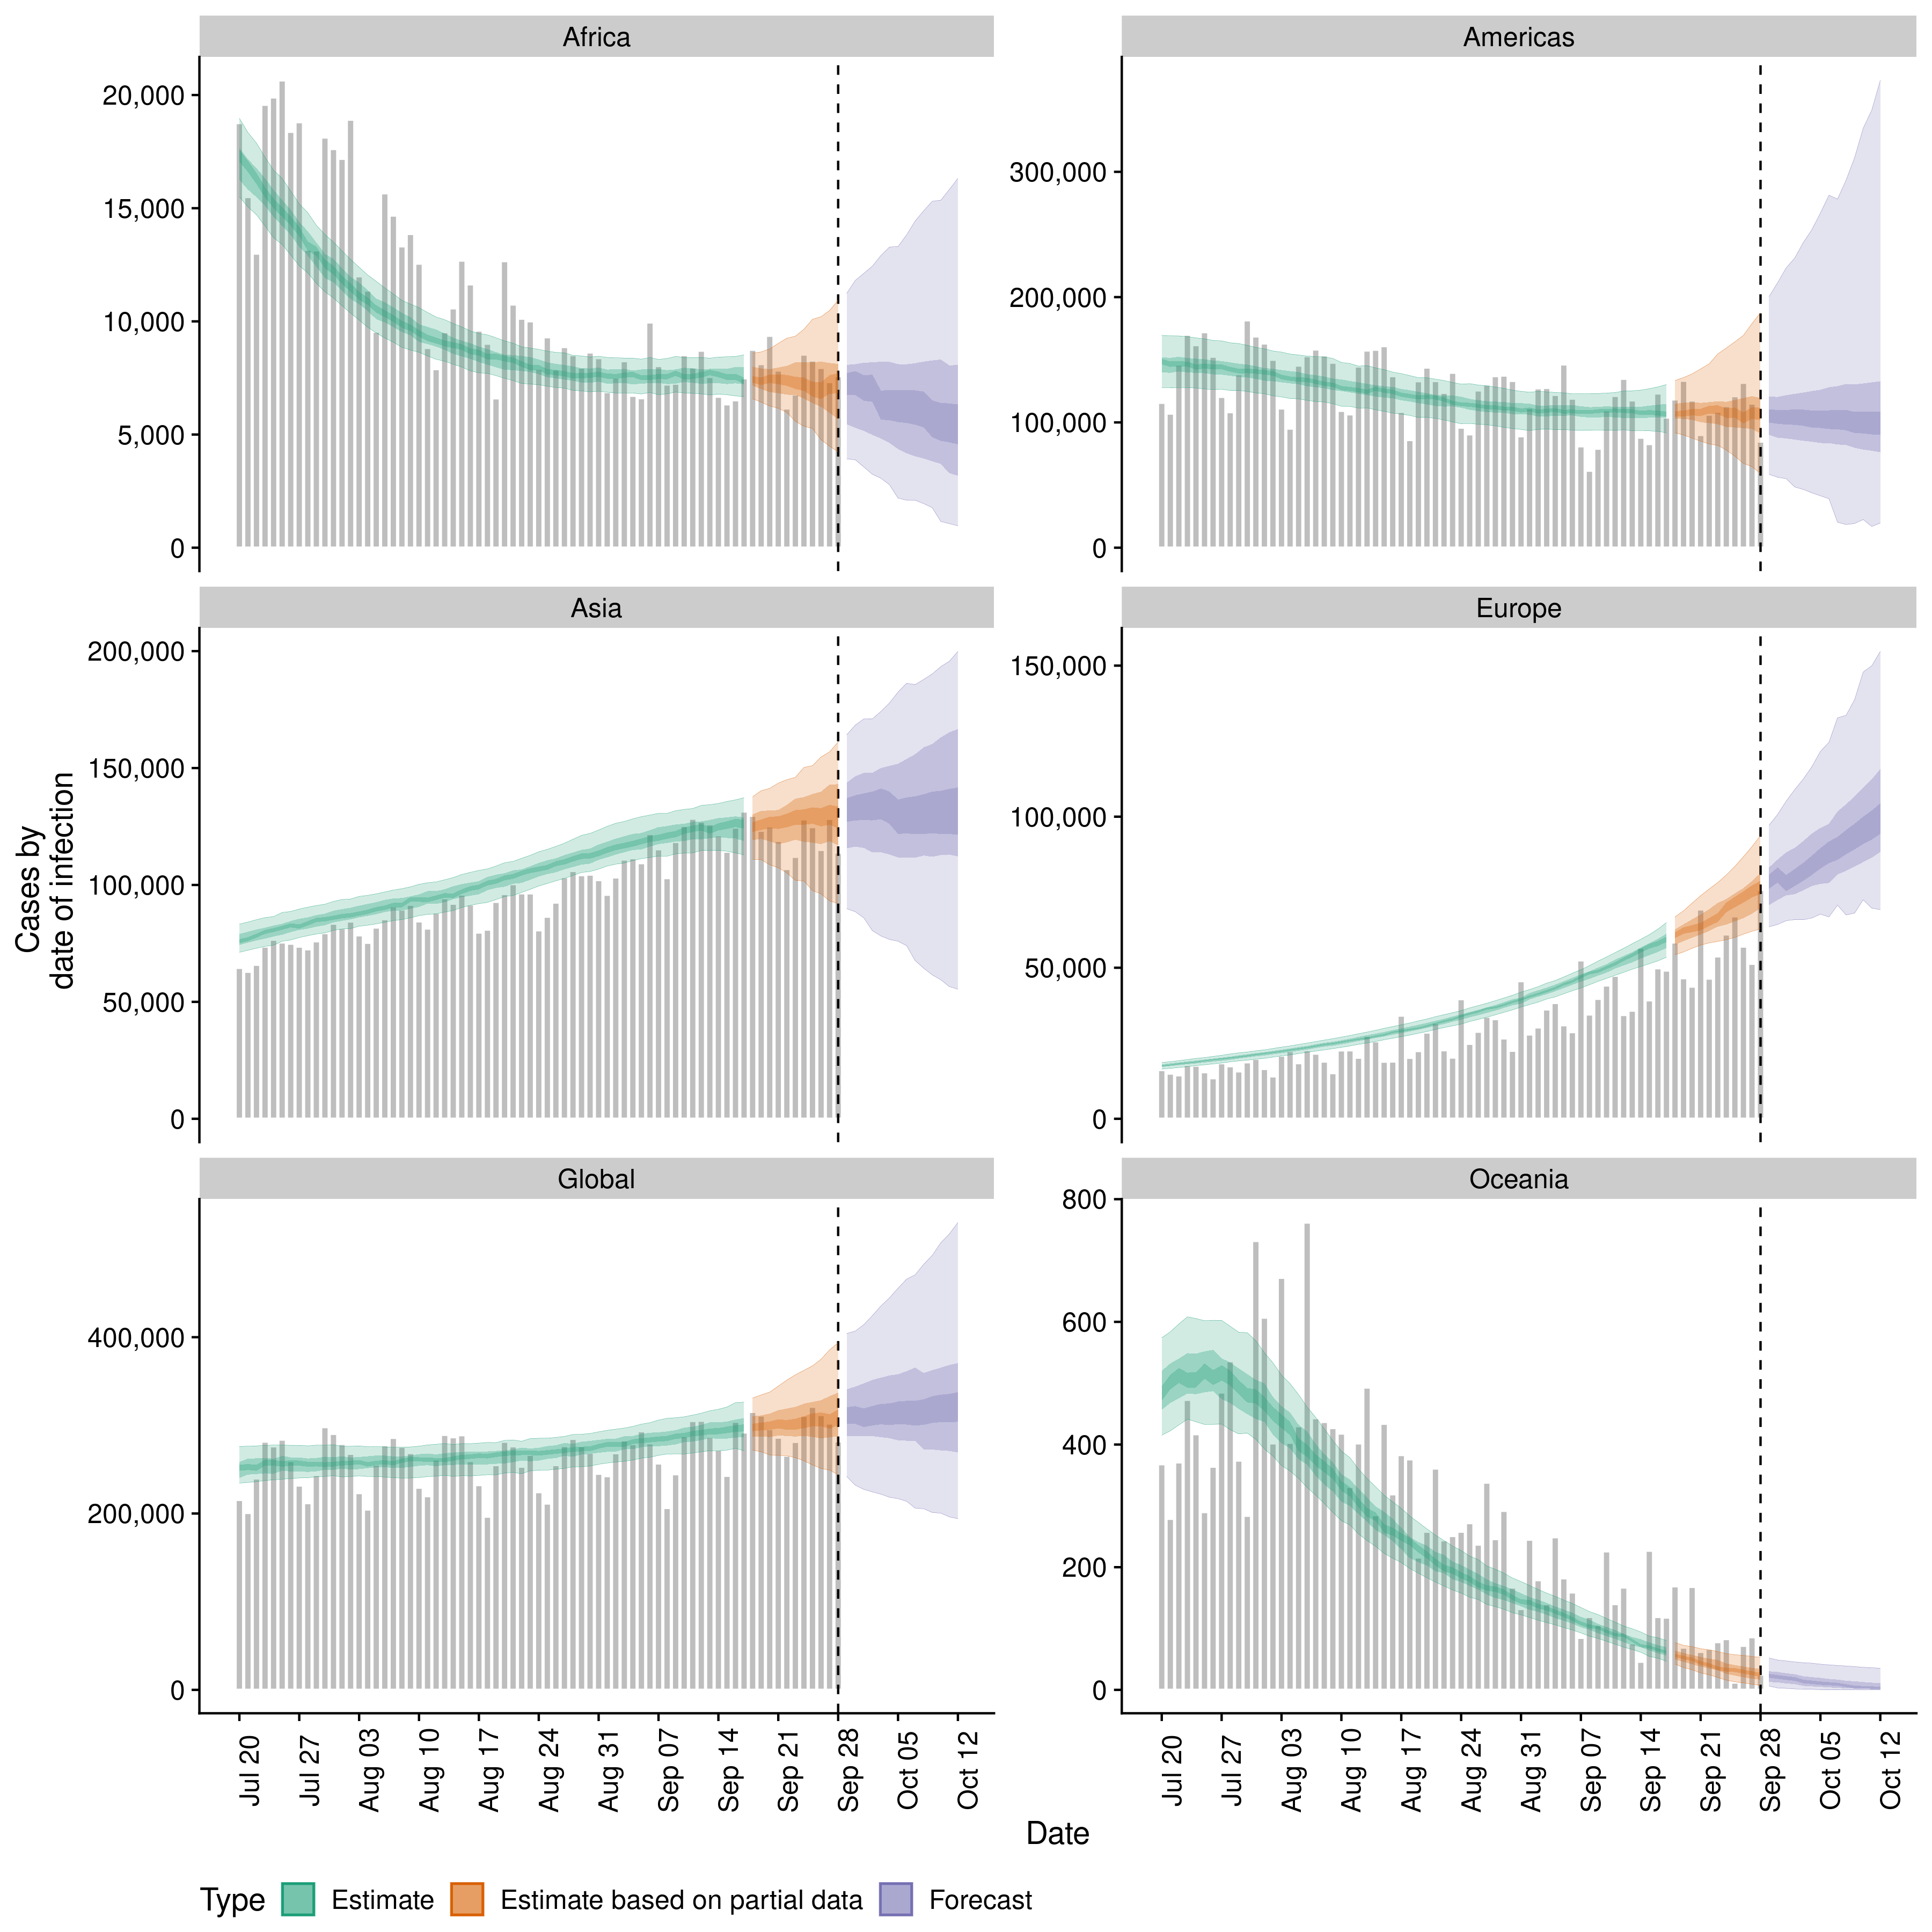 Africa
Americas
20,000
15,000
10,000
5,000
0
300,000
200,000
100,000
0
Asia
Europe
200,000
150,000
100,000
50,000
0
150,000
100,000
50,000
0
Cases by
date of infection
Global
Oceania
400,000
200,000
0
800
600
400
200
0
Jul 20
Jul 27
Aug 03
Aug 10
Aug 17
Aug 24
Aug 31
Sep 07
Sep 14
Sep 21
Sep 28
Oct 05
Oct 12
Jul 20
Jul 27
Aug 03
Aug 10
Aug 17
Aug 24
Aug 31
Sep 07
Sep 14
Sep 21
Sep 28
Oct 05
Oct 12
Date
Type Estimate Estimate based on partial data Forecast